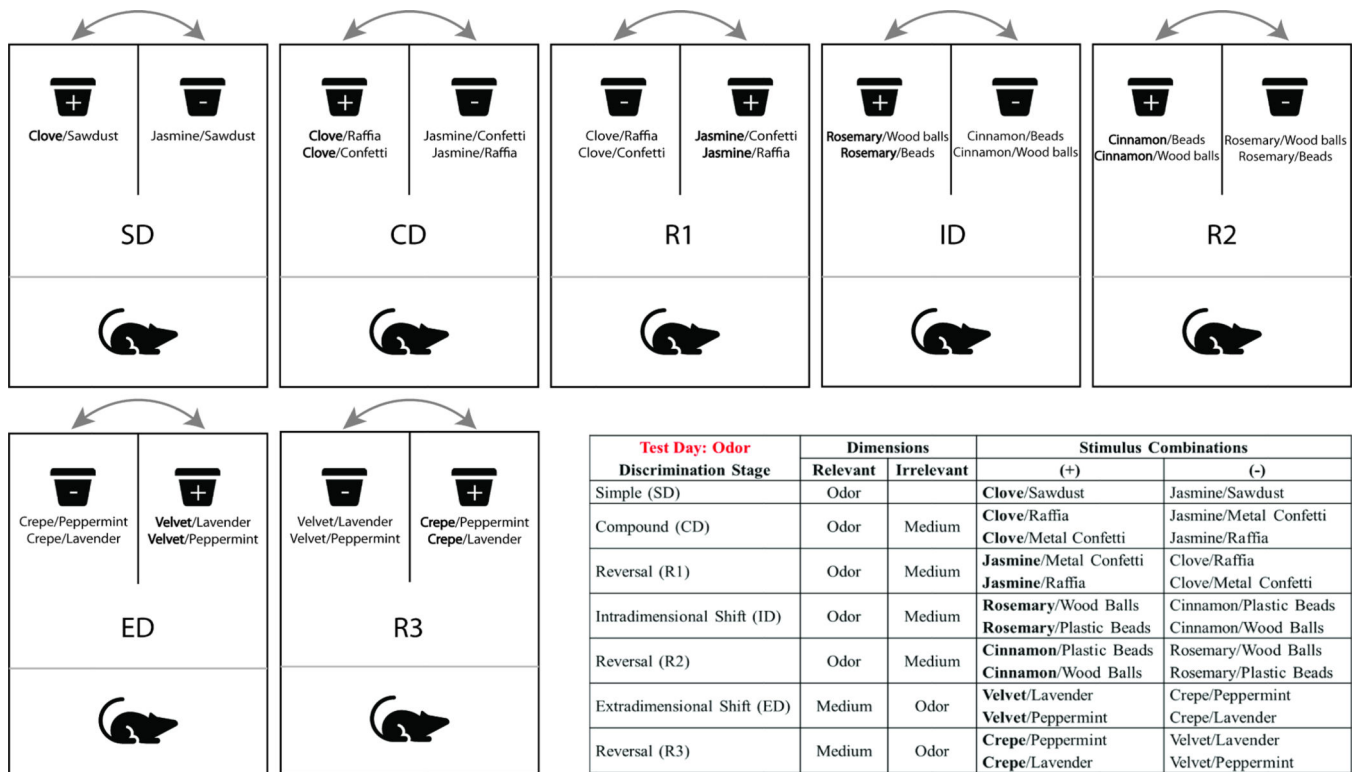 +
-
Clove/Sawdust
Jasmine/Sawdust
SD
+
-
Clove/Raffia
Clove/Confetti
Jasmine/Confetti
Jasmine/Raffia
CD
-
+
Clove/Raffia
Clove/Confetti
Jasmine/Confetti
Jasmine/Raffia
R1
+
-
Rosemary/Wood balls
Rosemary/Beads
Cinnamon/Beads
Cinnamon/Wood balls
ID
+
-
Cinnamon/Beads
Cinnamon/Wood balls
Rosemary/Wood balls
Rosemary/Beads
R2
-
+
Crepe/Peppermint
Crepe/Lavender
Velvet/Lavender
Velvet/Peppermint
ED
-
+
Velvet/Lavender
Velvet/Peppermint
Crepe/Peppermint
Crepe/Lavender
R3
Test Day: Odor Dimensions Stimulus Combinations
Discrimination Stage Relevant Irrelevant (+) (-)
Simple (SD) Odor Clove/Sawdust Jasmine/Sawdust
Compound (CD) Odor Medium
Clove/Raffia Jasmine/Metal Confetti
Clove/Metal Confetti Jasmine/Raffia
Reversal (R1) Odor Medium
Jasmine/Metal Confetti Clove/Raffia
Jasmine/Raffia Clove/Metal Confetti
Intradimensional Shift (ID) Odor Medium
Rosemary/Wood Balls Cinnamon/Plastic Beads
Rosemary/Plastic Beads Cinnamon/Wood Balls
Reversal (R2) Odor Medium
Cinnamon/Plastic Beads Rosemary/Wood Balls
Cinnamon/Wood Balls Rosemary/Plastic Beads
Extradimensional Shift (ED) Medium Odor
Velvet/Lavender Crepe/Peppermint
Velvet/Peppermint Crepe/Lavender
Reversal (R3) Medium Odor
Crepe/Peppermint Velvet/Lavender
Crepe/Lavender Velvet/Peppermint